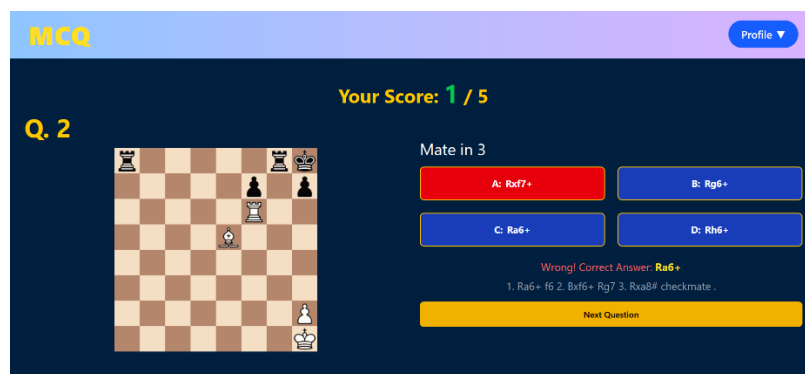 MCQ
Profile ▼
Your Score: 1 / 5
Q. 2
Mate in 3
A: Rxf7+
B: Rg6+
C: Ra6+
D: Rh6+
Wrong! Correct Answer: Ra6+
1. Ra6+ f6 2. Bxf6+ Rg7 3. Rxa8# checkmate .
Next Question